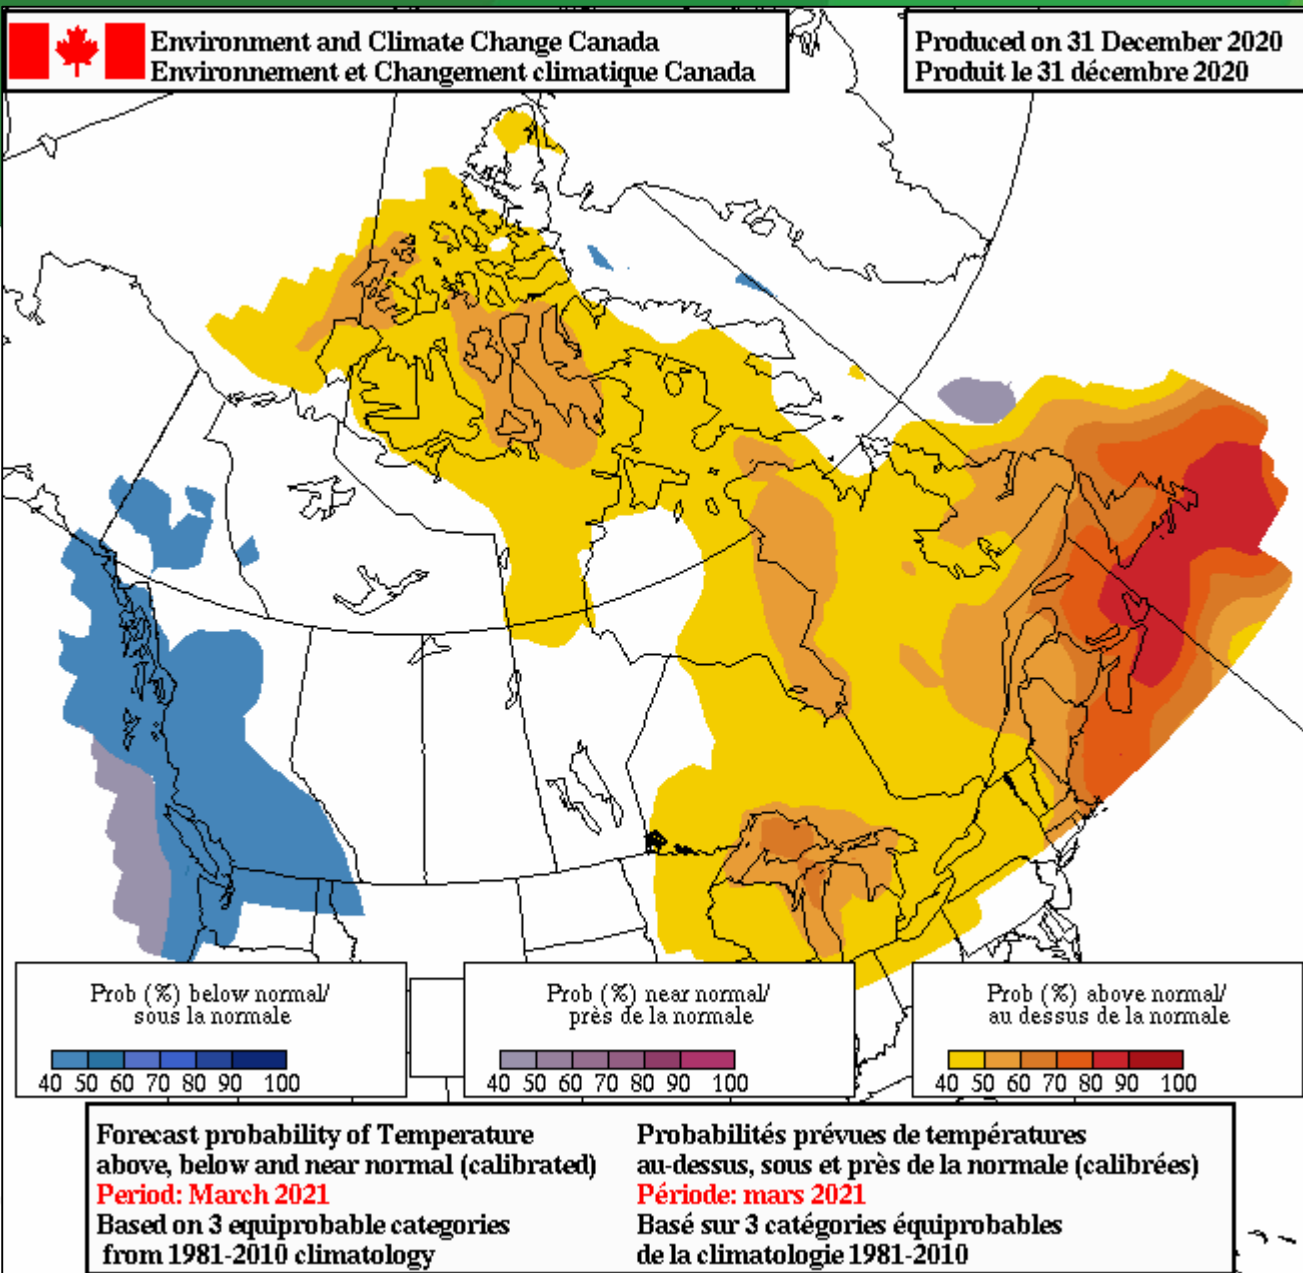 Environment and Climate Change Canada
Environnement et Changement climatique Canada
Produced on 31 December 2020
Produit le 31 décembre 2020
Prob (%) below normal/
sous la normale
40 50 60 70 80 90 100
Prob (%) near normal/
près de la normale
40 50 60 70 80 90 100
Prob (%) above normal/
au dessus de la normale
40 50 60 70 80 90 100
Forecast probability of Temperature
above, below and near normal (calibrated)
Period: March 2021
Based on 3 equiprobable categories
from 1981-2010 climatology
Probabilités prévues de températures
au-dessus, sous et près de la normale (calibrées)
Période: mars 2021
Basé sur 3 catégories équiprobables
de la climatologie 1981-2010